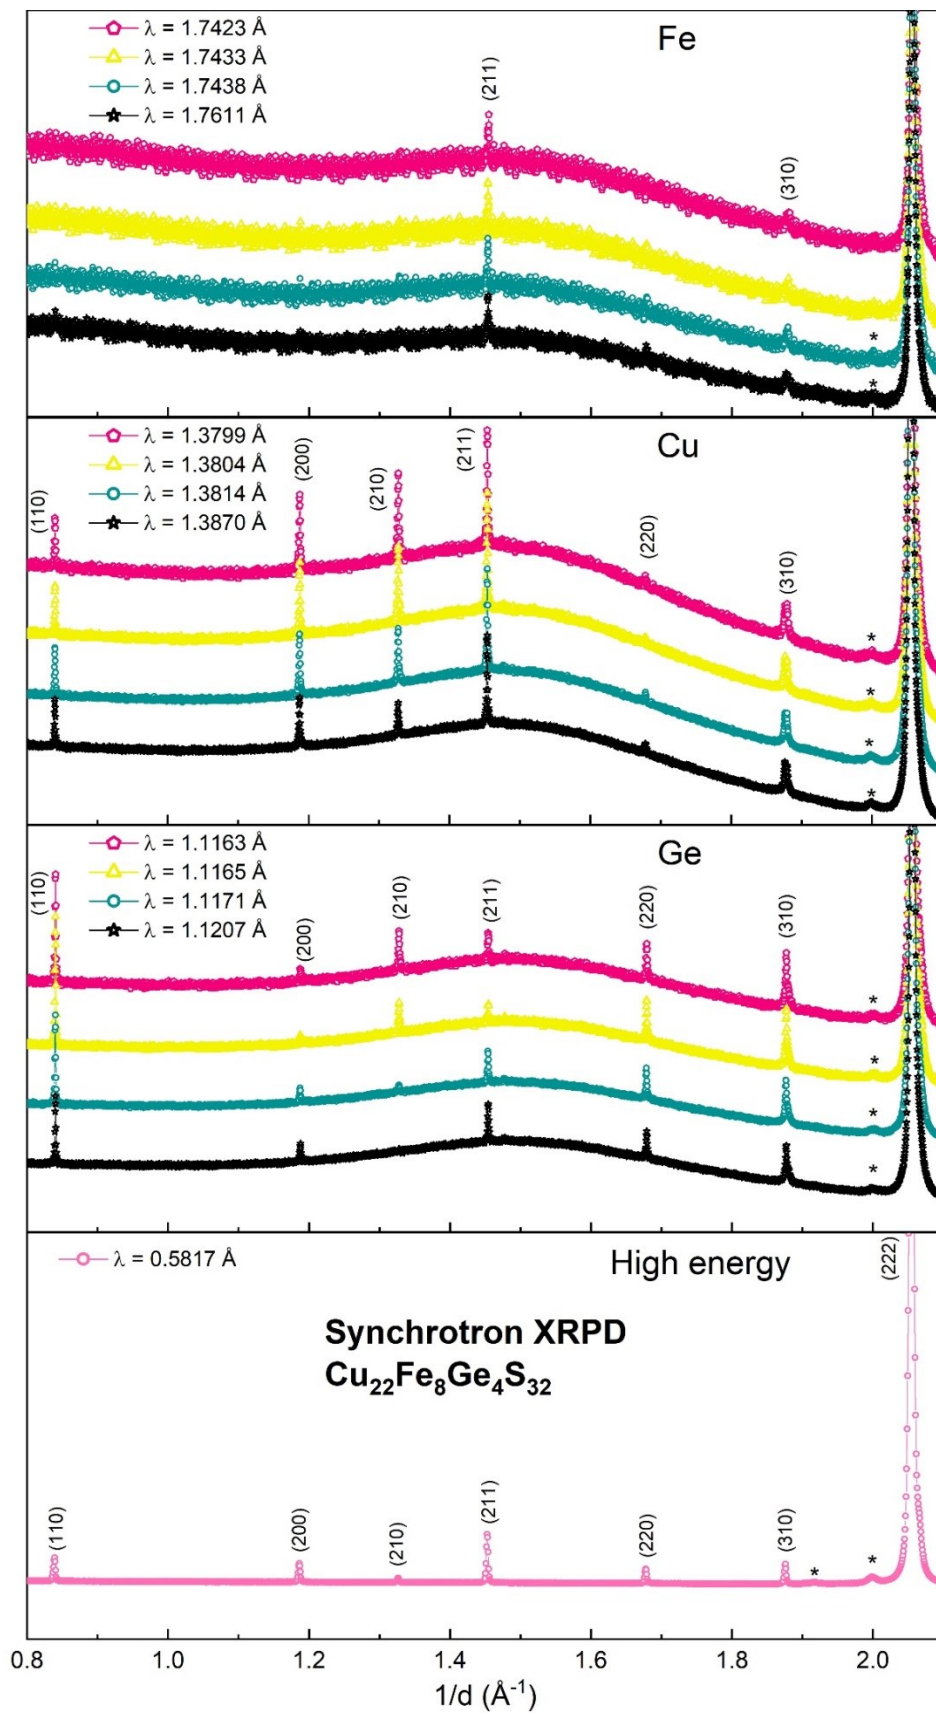 λ = 1.7423 Å
λ = 1.7433 Å
λ = 1.7438 Å
λ = 1.7611 Å
Fe
(211)
(310)
*
*
λ = 1.3799 Å
λ = 1.3804 Å
λ = 1.3814 Å
λ = 1.3870 Å
Cu
(110)
(200)
(210)
(211)
(220)
(310)
*
*
*
*
λ = 1.1163 Å
λ = 1.1165 Å
λ = 1.1171 Å
λ = 1.1207 Å
Ge
(110)
(200)
(210)
(211)
(220)
(310)
*
*
*
*
λ = 0.5817 Å
High energy
(222)
Synchrotron XRPD
Cu₂₂Fe₈Ge₄S₃₂
(110)
(200)
(210)
(211)
(220)
(310)
*
*
0.8 1.0 1.2 1.4 1.6 1.8 2.0
1/d (Å⁻¹)